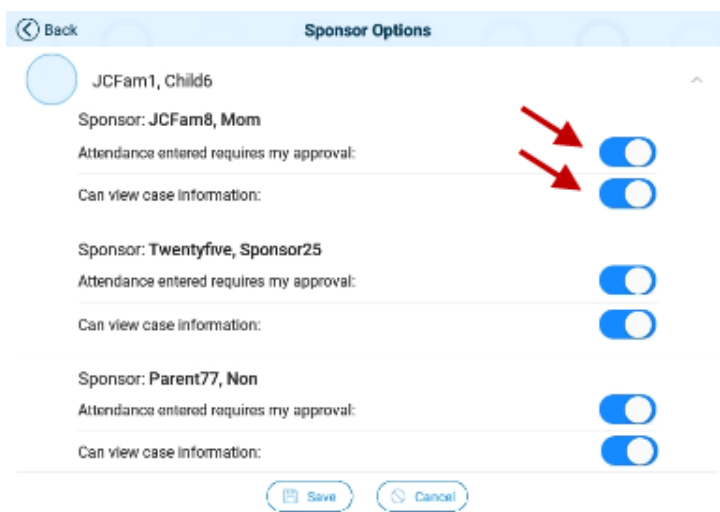 Back
Sponsor Options
JCFam1, Child6
Sponsor: JCFam8, Mom
Attendance entered requires my approval:
Can view case information:
Sponsor: Twentyfive, Sponsor25
Attendance entered requires my approval:
Can view case information:
Sponsor: Parent77, Non
Attendance entered requires my approval:
Can view case information:
Save
Cancel